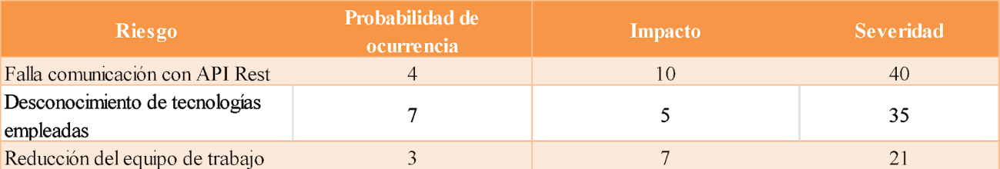 Riesgo Probabilidad de ocurrencia Impacto Severidad
Falla comunicación con API Rest 4 10 40
Desconocimiento de tecnologías empleadas 7 5 35
Reducción del equipo de trabajo 3 7 21